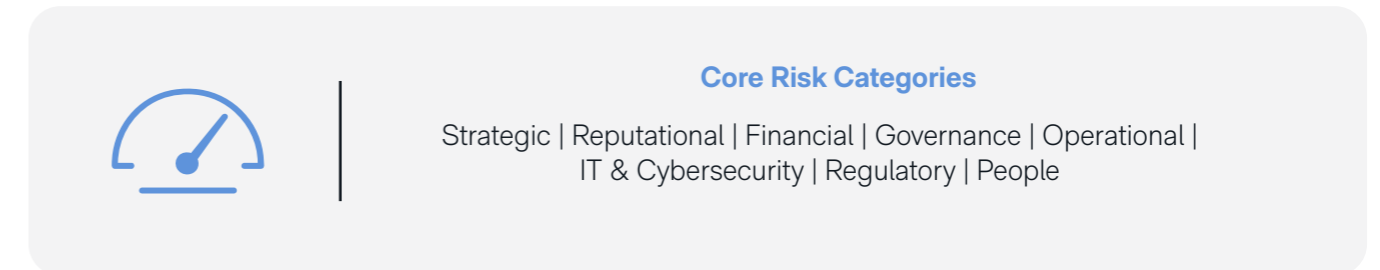 Core Risk Categories
Strategic | Reputational | Financial | Governance | Operational |
IT & Cybersecurity | Regulatory | People